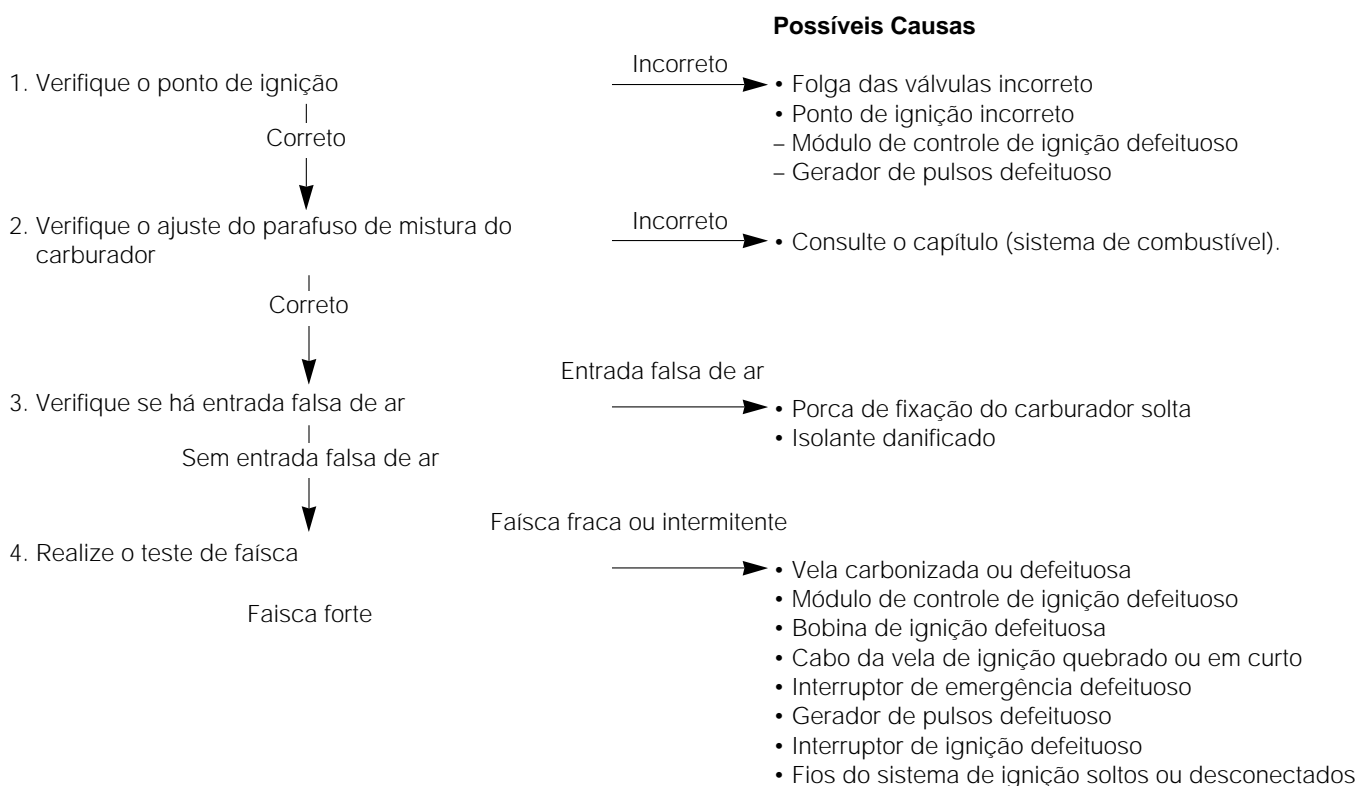 Possíveis Causas
1. Verifique o ponto de ignição
Incorreto
• Folga das válvulas incorreto
• Ponto de ignição incorreto
– Módulo de controle de ignição defeituoso
– Gerador de pulsos defeituoso
Correto
2. Verifique o ajuste do parafuso de mistura do
carburador
Incorreto
• Consulte o capítulo (sistema de combustível).
Correto
3. Verifique se há entrada falsa de ar
Entrada falsa de ar
• Porca de fixação do carburador solta
• Isolante danificado
Sem entrada falsa de ar
4. Realize o teste de faísca
Faísca fraca ou intermitente
• Vela carbonizada ou defeituosa
• Módulo de controle de ignição defeituoso
• Bobina de ignição defeituosa
• Cabo da vela de ignição quebrado ou em curto
• Interruptor de emergência defeituoso
• Gerador de pulsos defeituoso
• Interruptor de ignição defeituoso
• Fios do sistema de ignição soltos ou desconectados
Faisca forte